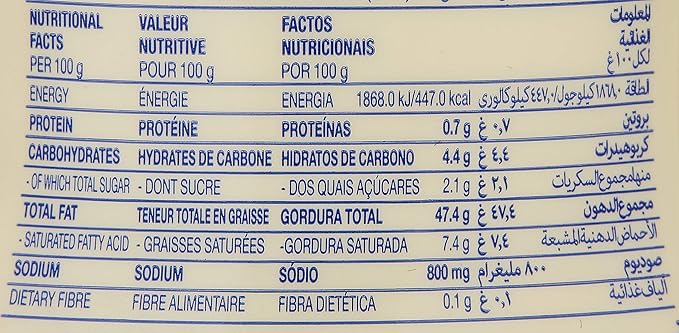 NUTRITIONAL VALEUR FACTOS المعلومات
FACTS NUTRITIVE NUTRICIONAIS الغذائية
PER 100 g POUR 100 g POR 100 g لكل ١٠٠ غ
ENERGY ÉNERGIE ENERGIA 1868.0 kJ/447.0 kcal الطاقة ١٨٦٨,٠ كيلوجول/٤٤٧,٠ كيلوكالوري
PROTEIN PROTÉINE PROTEÍNAS 0.7 g ٠,٧ غ بروتين
CARBOHYDRATES HYDRATES DE CARBONE HIDRATOS DE CARBONO 4.4 g ٤,٤ غ كربوهيدرات
- OF WHICH TOTAL SUGAR - DONT SUCRE - DOS QUAIS AÇÚCARES 2.1 g ٢,١ غ منها مجموع السكريات
TOTAL FAT TENEUR TOTALE EN GRAISSE GORDURA TOTAL 47.4 g ٤٧,٤ غ مجموع الدهون
- SATURATED FATTY ACID - GRAISSES SATURÉES -GORDURA SATURADA 7.4 g ٧,٤ غ الأحماض الدهنية المشبعة
SODIUM SODIUM SÓDIO 800 mg ٨٠٠ مليغرام صوديوم
DIETARY FIBRE FIBRE ALIMENTAIRE FIBRA DIETÉTICA 0.1 g ٠,١ غ ألياف غذائية